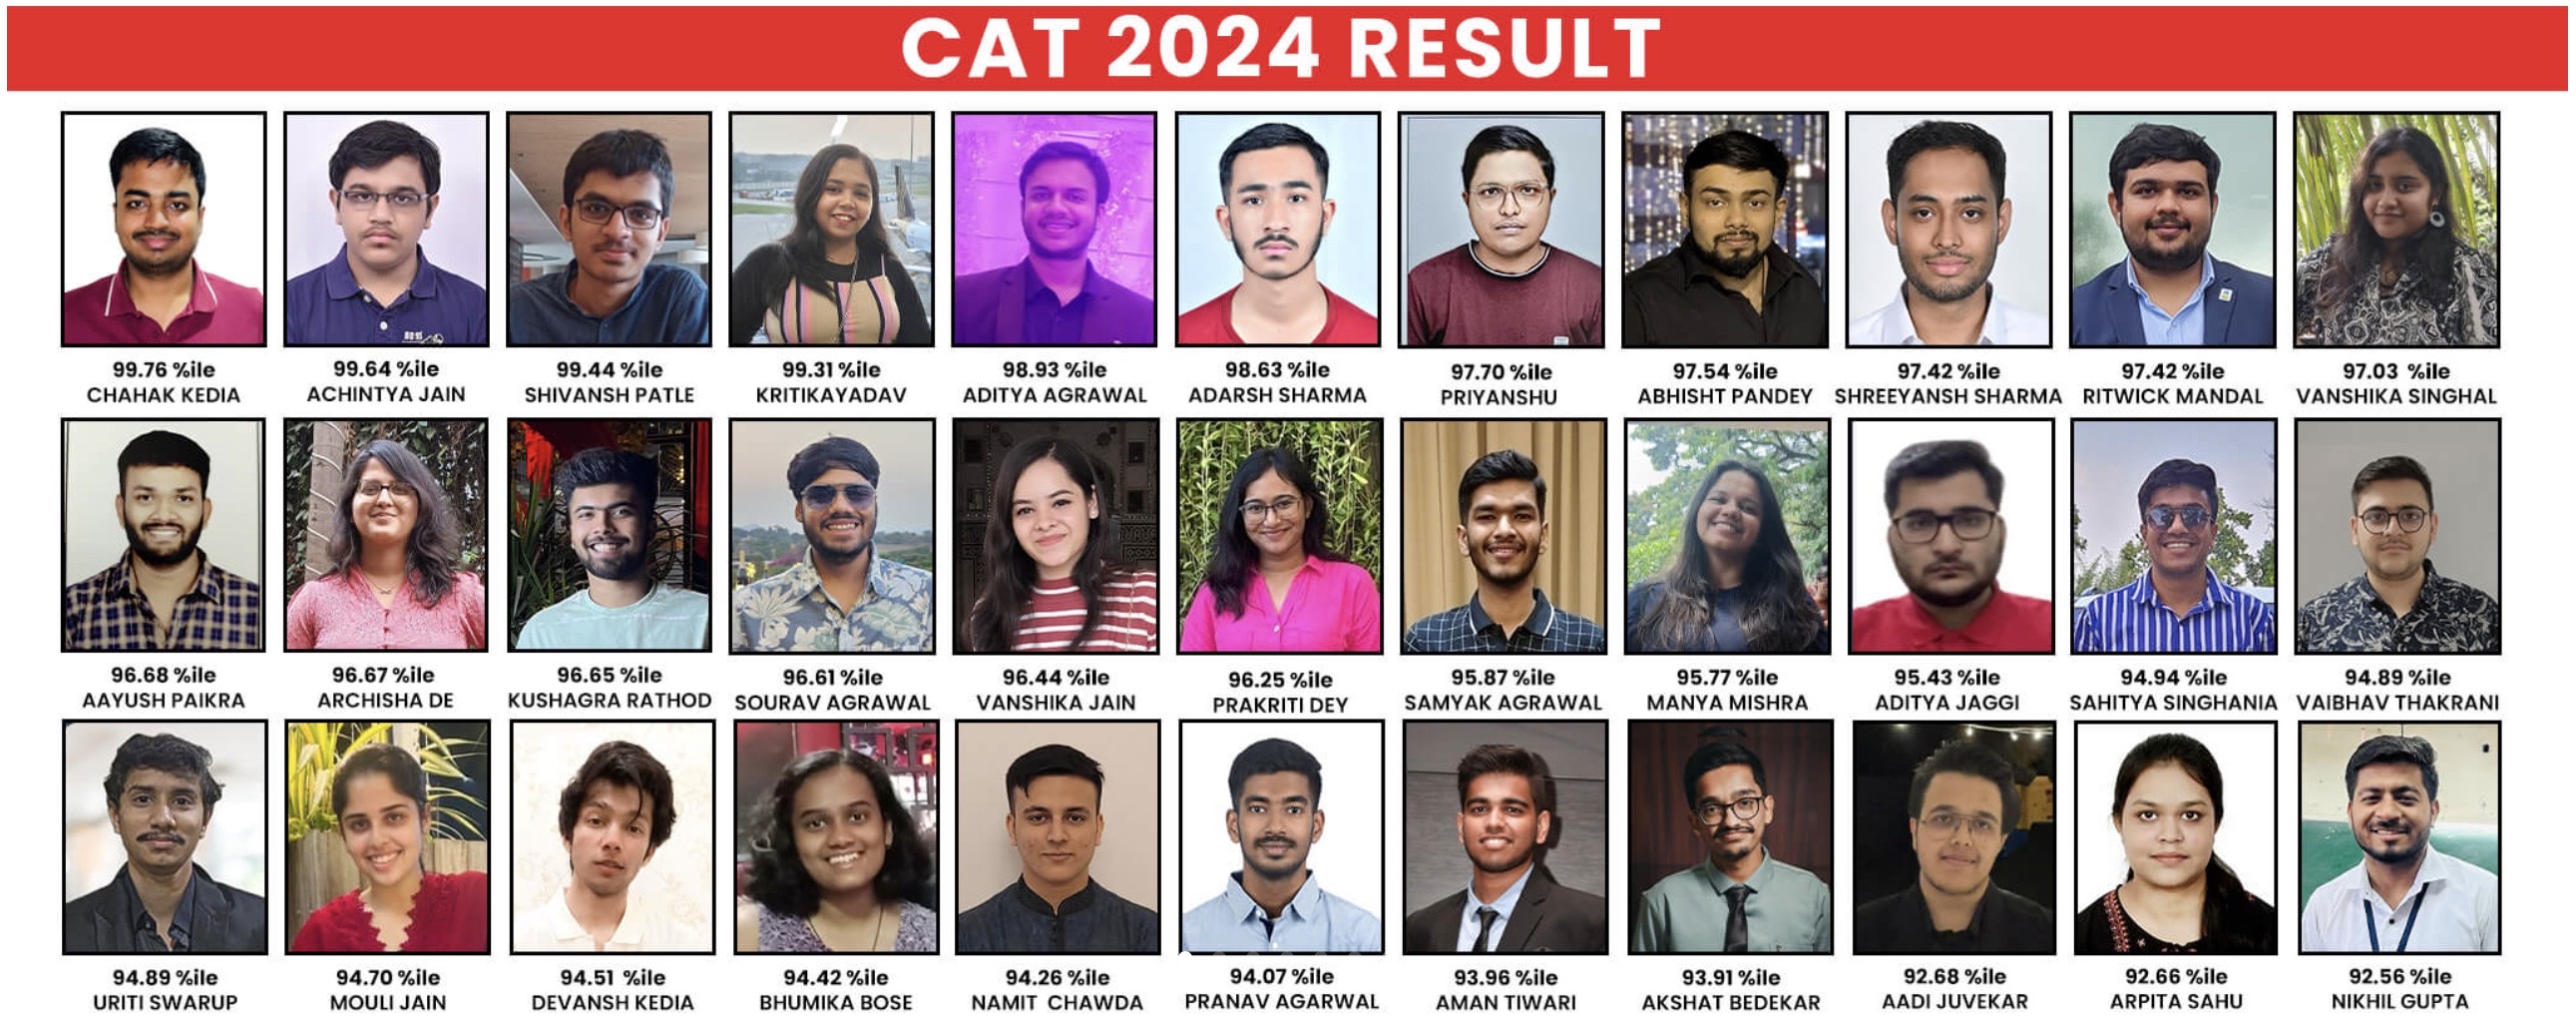 CAT 2024 RESULT
99.76 %ile
CHAHAK KEDIA
99.64 %ile
ACHINTYA JAIN
99.44 %ile
SHIVANSH PATLE
99.31 %ile
KRITIKAYADAV
98.93 %ile
ADITYA AGRAWAL
98.63 %ile
ADARSH SHARMA
97.70 %ile
PRIYANSHU
97.54 %ile
ABHISHT PANDEY
97.42 %ile
SHREEYANSH SHARMA
97.42 %ile
RITWICK MANDAL
97.03 %ile
VANSHIKA SINGHAL
96.68 %ile
AAYUSH PAIKRA
96.67 %ile
ARCHISHA DE
96.65 %ile
KUSHAGRA RATHOD
96.61 %ile
SOURAV AGRAWAL
96.44 %ile
VANSHIKA JAIN
96.25 %ile
PRAKRITI DEY
95.87 %ile
SAMYAK AGRAWAL
95.77 %ile
MANYA MISHRA
95.43 %ile
ADITYA JAGGI
94.94 %ile
SAHITYA SINGHANIA
94.89 %ile
VAIBHAV THAKRANI
94.89 %ile
URITI SWARUP
94.70 %ile
MOULI JAIN
94.51 %ile
DEVANSH KEDIA
94.42 %ile
BHUMIKA BOSE
94.26 %ile
NAMIT CHAWDA
94.07 %ile
PRANAV AGARWAL
93.96 %ile
AMAN TIWARI
93.91 %ile
AKSHAT BEDEKAR
92.68 %ile
AADI JUVEKAR
92.66 %ile
ARPITA SAHU
92.56 %ile
NIKHIL GUPTA